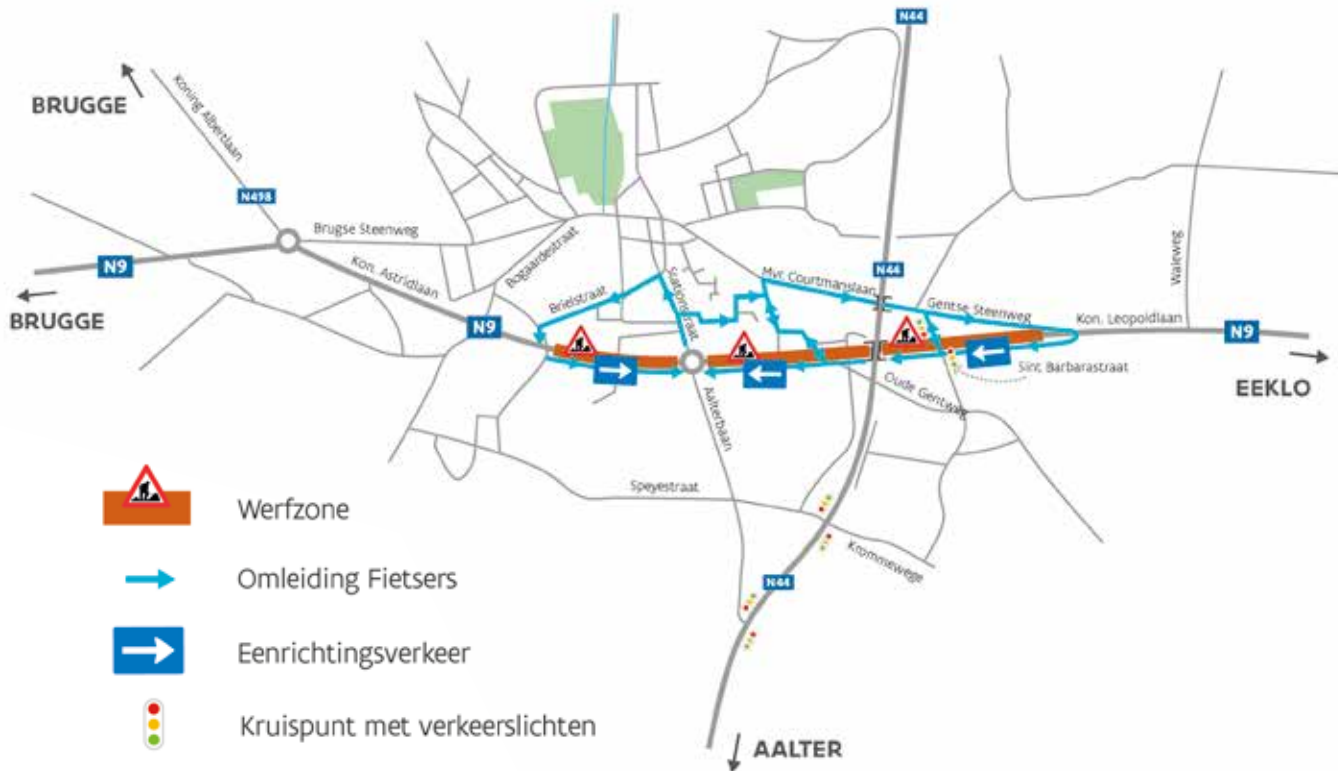 N44
BRUGGE
Koning Albertlaan
N498
Brugse Steenweg
Bogaardestraat
N9
BRUGGE
Kon. Astridlaan
N9
Brielstraat
Stationstraat
Mvr. Courtmanslaan
N44
Gentse Steenweg
Kon. Leopoldlaan
Waleweg
N9
EEKLO
Sint Barbarastraat
Oude Gentweg
Aalterbaan
Speyestraat
Krommewege
N44
AALTER
Werfzone
Omleiding Fietsers
Eenrichtingsverkeer
Kruispunt met verkeerslichten